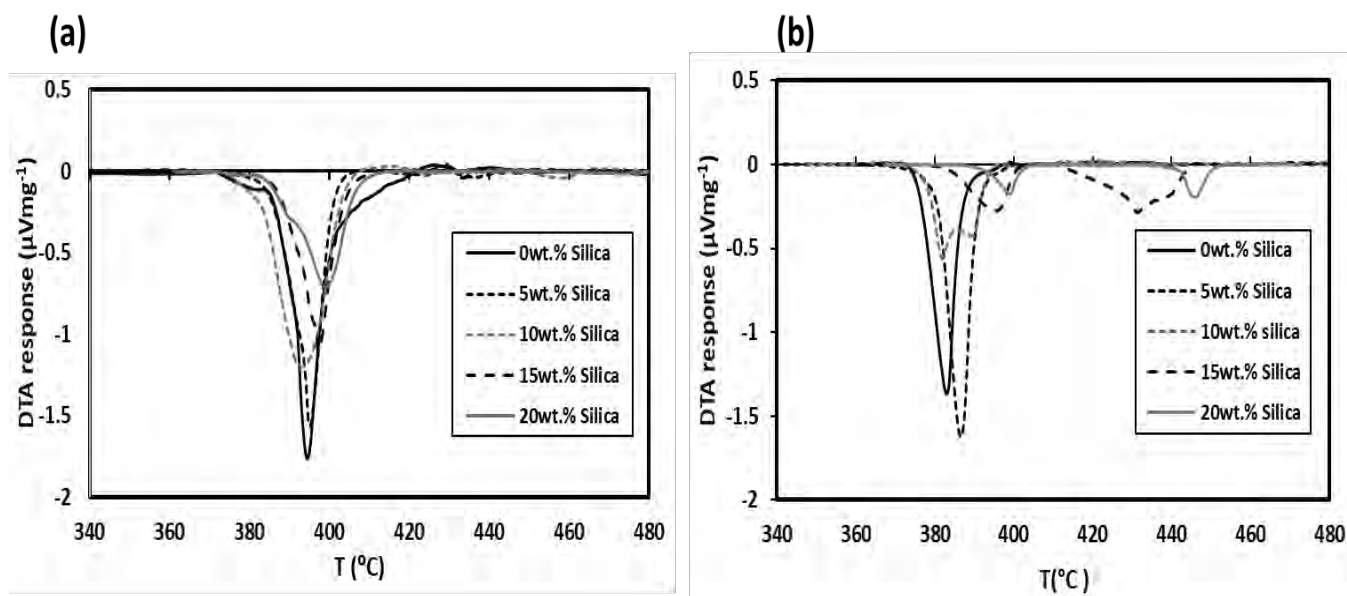 (a)
0.5
0
-0.5
-1
-1.5
-2
DTA response (µVmg⁻¹)
340 360 380 400 420 440 460 480
T (°C)
0wt.% Silica
5wt.% Silica
10wt.% Silica
15wt.% Silica
20wt.% Silica
(b)
0.5
0
-0.5
-1
-1.5
-2
DTA response (µVmg⁻¹)
340 360 380 400 420 440 460 480
T(°C )
0wt.% Silica
5wt.% Silica
10wt.% silica
15wt.% Silica
20wt.% Silica